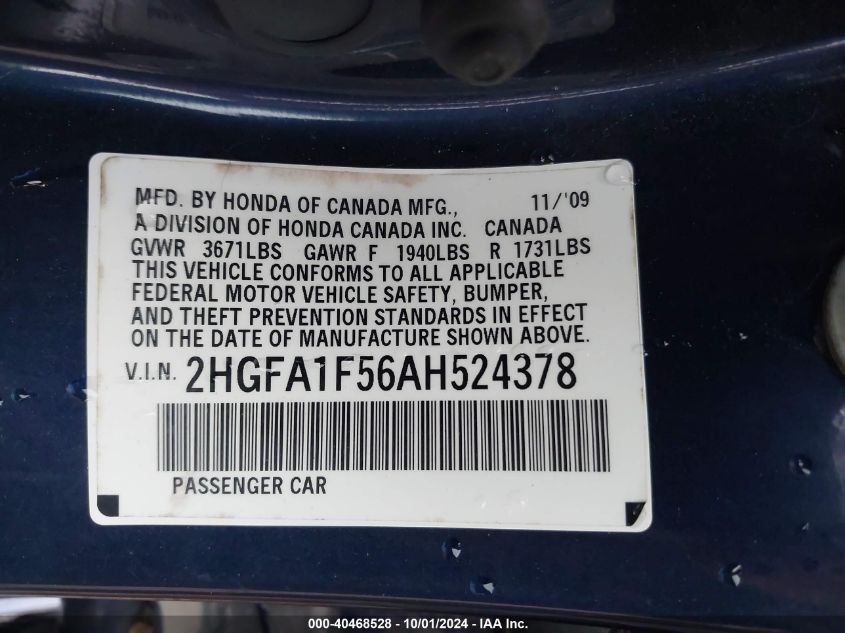 MFD. BY HONDA OF CANADA MFG., 11/'09
A DIVISION OF HONDA CANADA INC. CANADA
GVWR 3671LBS GAWR F 1940LBS R 1731LBS
THIS VEHICLE CONFORMS TO ALL APPLICABLE
FEDERAL MOTOR VEHICLE SAFETY, BUMPER,
AND THEFT PREVENTION STANDARDS IN EFFECT
ON THE DATE OF MANUFACTURE SHOWN ABOVE.
V.I.N. 2HGFA1F56AH524378
PASSENGER CAR
000-40468528 - 10/01/2024 - IAA Inc.